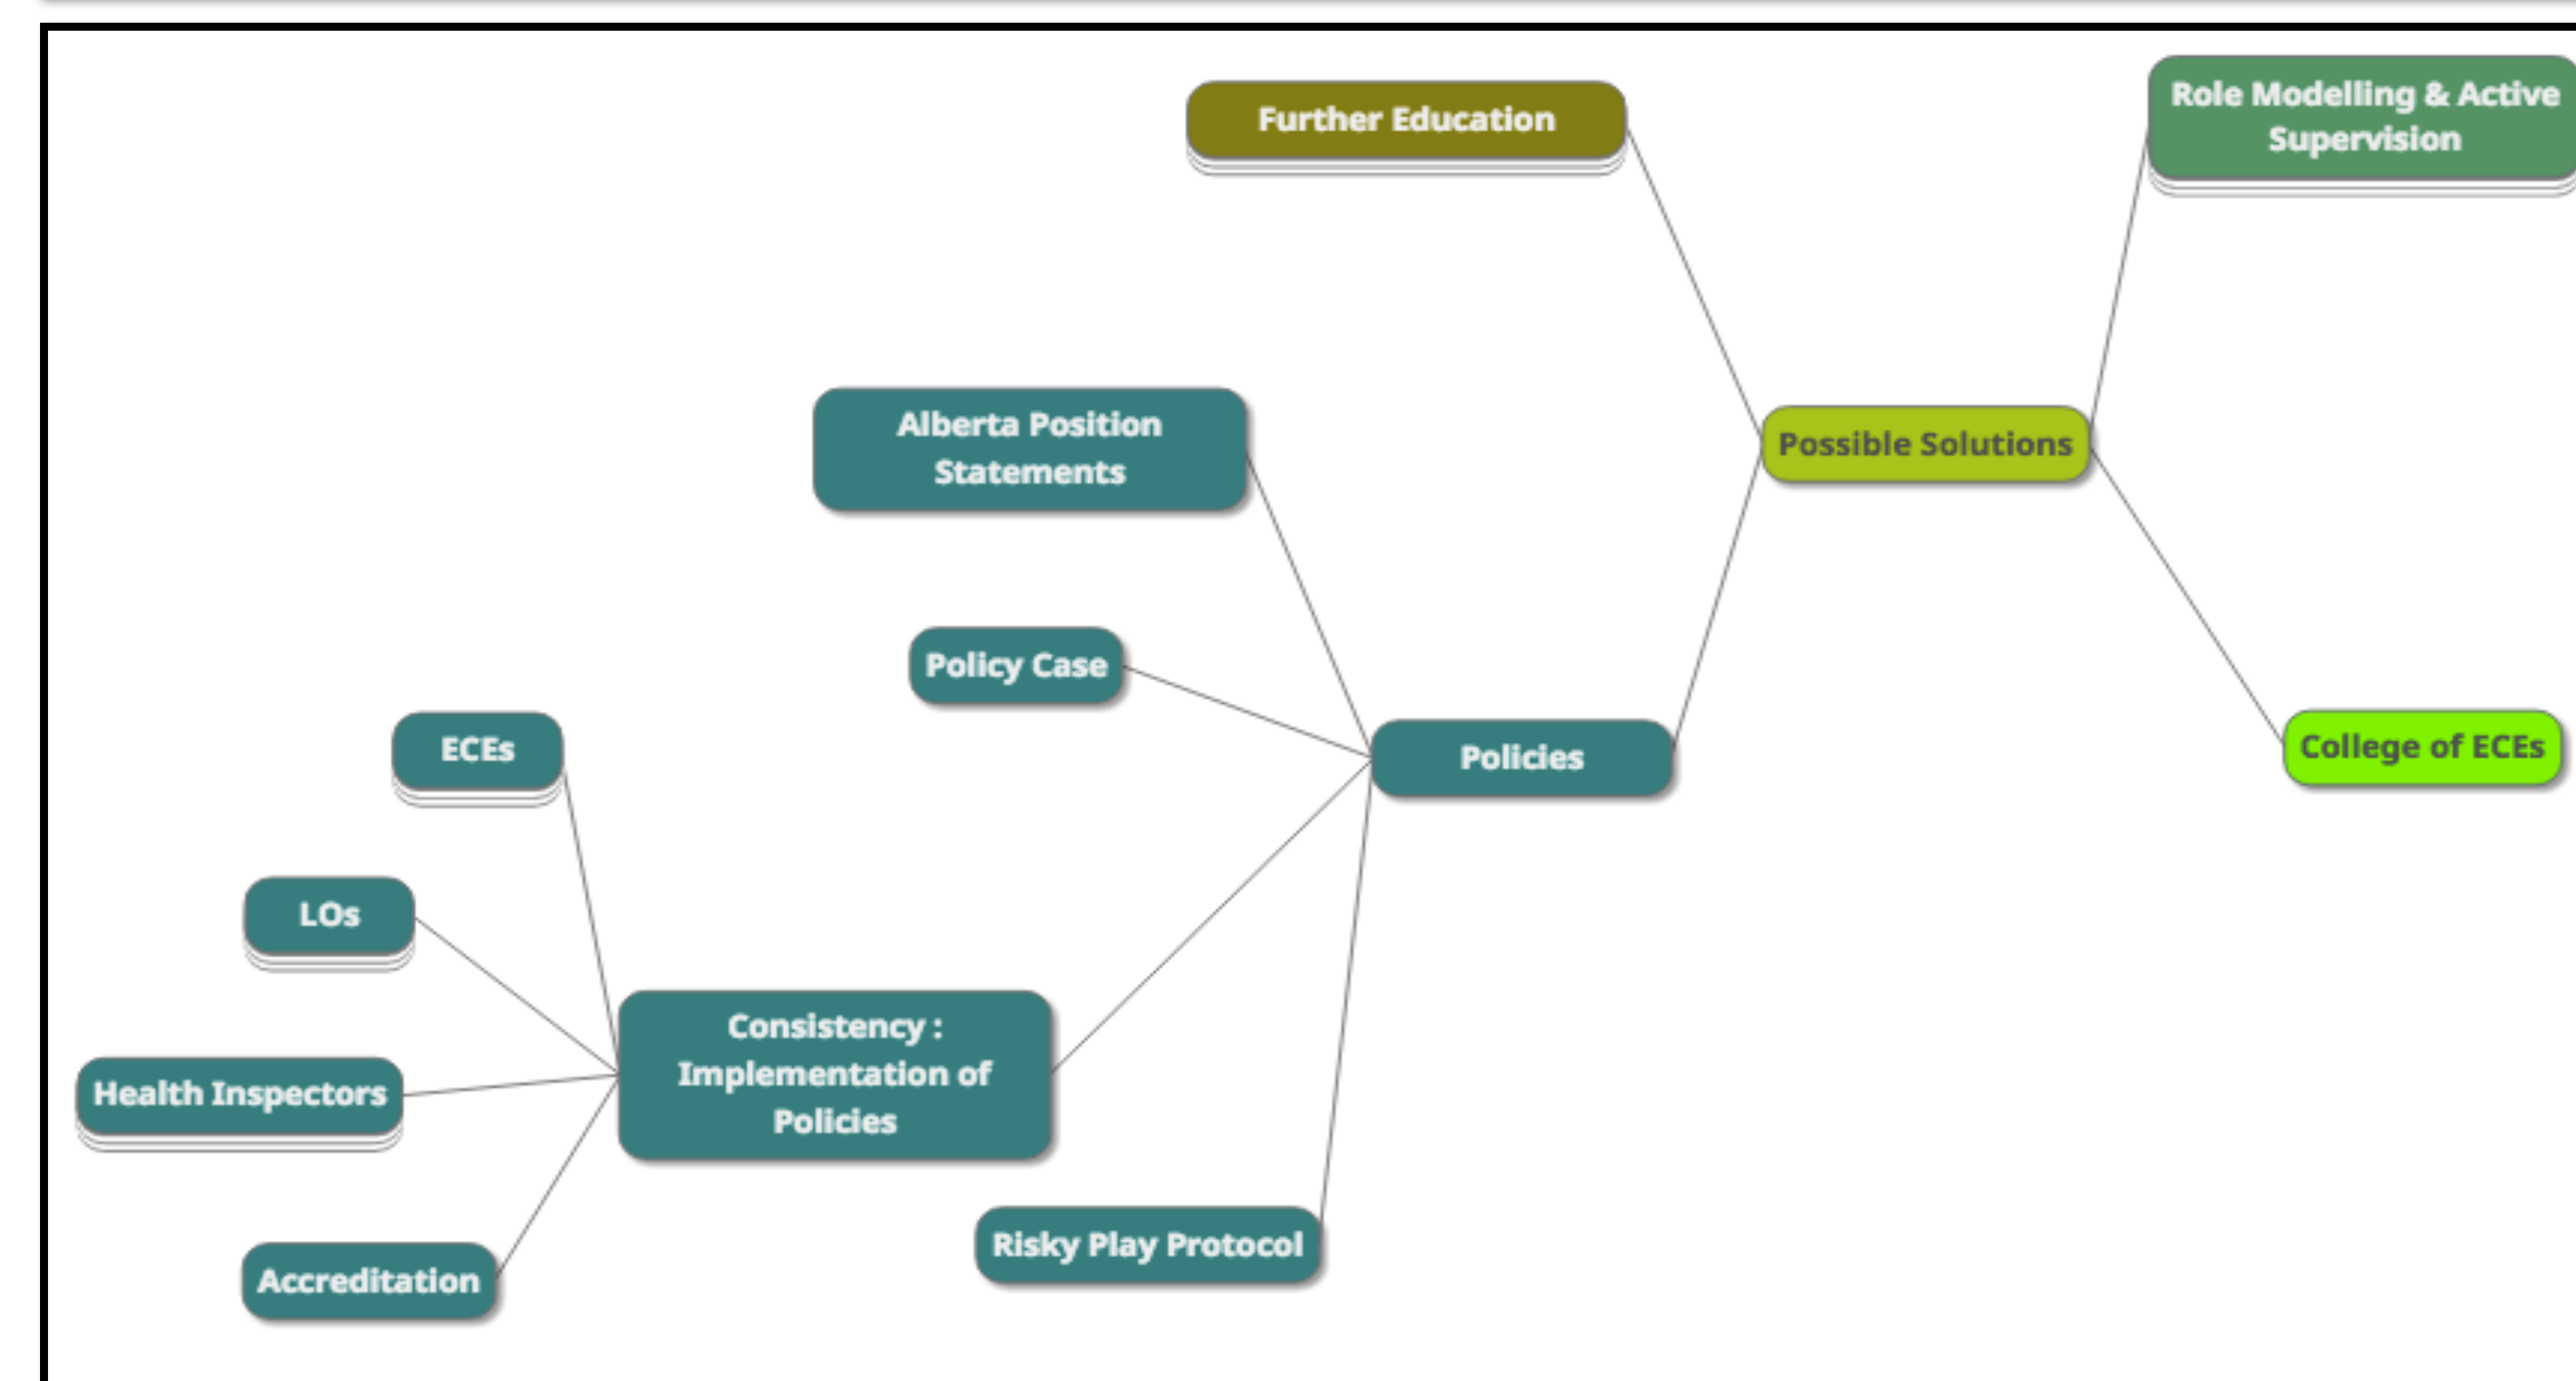 Role Modelling & Active
Supervision
Further Education
Alberta Position
Statements
Possible Solutions
Policy Case
ECEs
Policies
College of ECEs
LOs
Consistency :
Implementation of
Policies
Health Inspectors
Risky Play Protocol
Accreditation